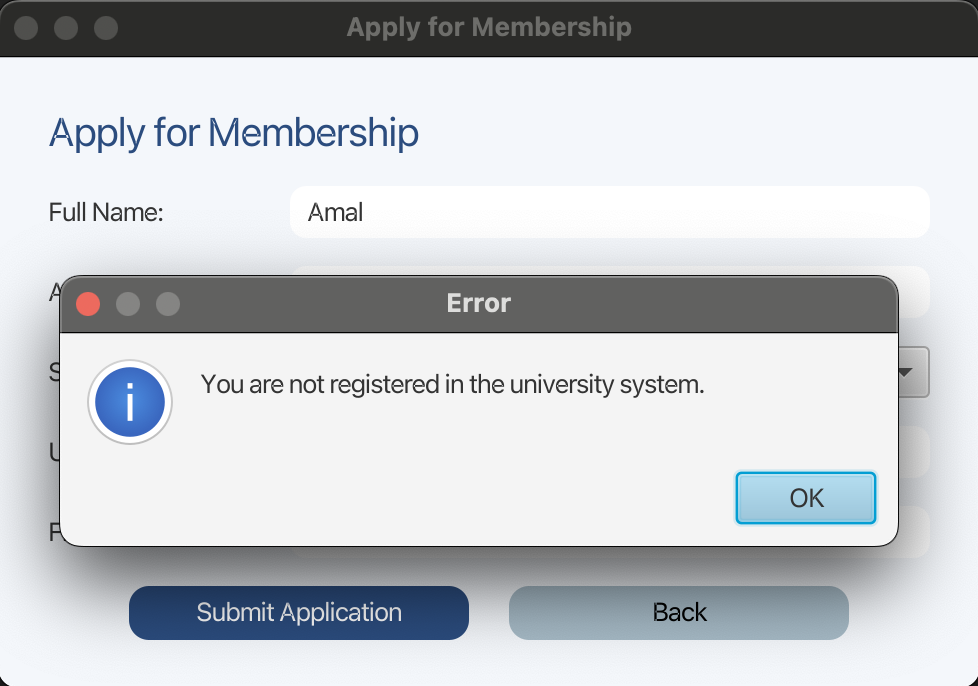 Apply for Membership
Apply for Membership
Full Name:
Amal
Error
i
You are not registered in the university system.
OK
Submit Application
Back